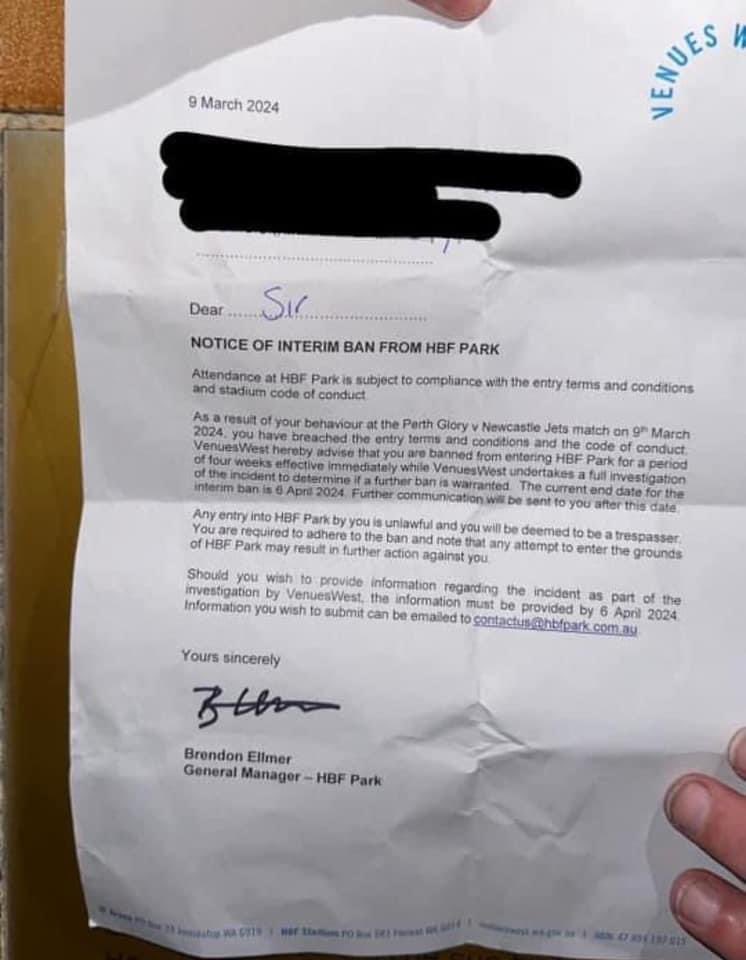 VENUES W
9 March 2024
Dear ...... Sir ......
NOTICE OF INTERIM BAN FROM HBF PARK
Attendance at HBF Park is subject to compliance with the entry terms and conditions
and stadium code of conduct.
As a result of your behaviour at the Perth Glory v Newcastle Jets match on 9th March
2024, you have breached the entry terms and conditions and the code of conduct.
VenuesWest hereby advise that you are banned from entering HBF Park for a period
of four weeks effective immediately while VenuesWest undertakes a full investigation
of the incident to determine if a further ban is warranted. The current end date for the
interim ban is 6 April 2024. Further communication will be sent to you after this date.
Any entry into HBF Park by you is unlawful and you will be deemed to be a trespasser.
You are required to adhere to the ban and note that any attempt to enter the grounds
of HBF Park may result in further action against you.
Should you wish to provide information regarding the incident as part of the
investigation by VenuesWest, the information must be provided by 6 April 2024.
Information you wish to submit can be emailed to contactus@hbfpark.com.au.
Yours sincerely
Brendon Ellmer
General Manager – HBF Park
WA 6919 | HBF Stadium PO Box WA 6914 |